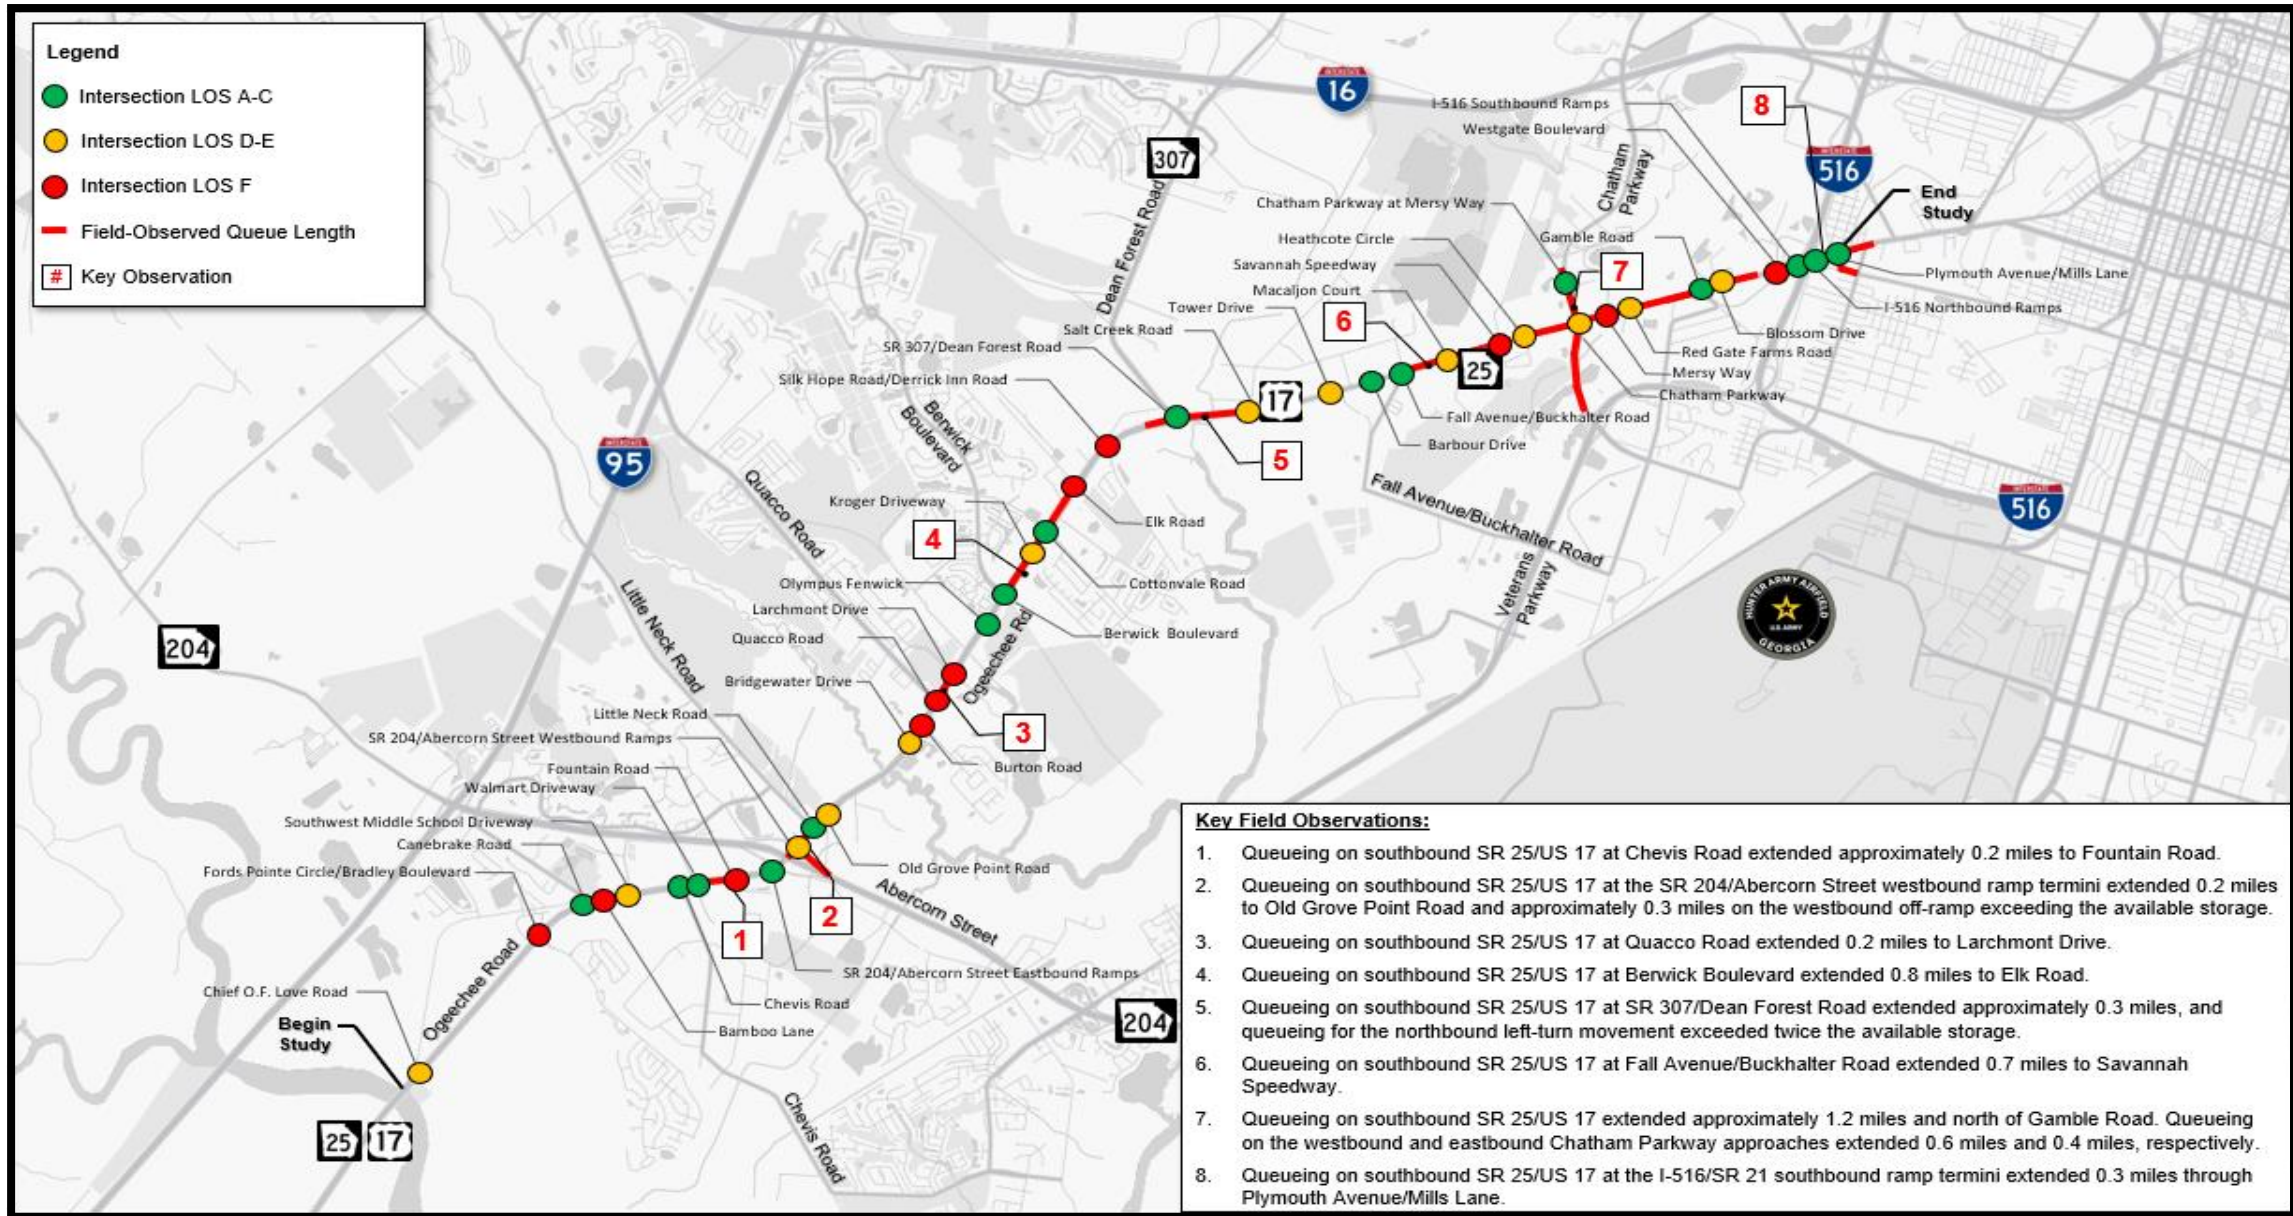 Legend
Intersection LOS A-C
Intersection LOS D-E
Intersection LOS F
Field-Observed Queue Length
# Key Observation
INTERSTATE
16
307
I-516 Southbound Ramps
8
Westgate Boulevard
Chatham
Parkway
INTERSTATE
516
End
Study
Dean Forest Road
Chatham Parkway at Mersy Way
Heathcote Circle
Gamble Road
Savannah Speedway
7
Macaljon Court
Plymouth Avenue/Mills Lane
Tower Drive
6
I-516 Northbound Ramps
Salt Creek Road
Blossom Drive
SR 307/Dean Forest Road
Red Gate Farms Road
25
Mersy Way
Silk Hope Road/Derrick Inn Road
Chatham Parkway
17
Berwick
Boulevard
Fall Avenue/Buckhalter Road
Barbour Drive
INTERSTATE
95
5
Quacco Road
Kroger Driveway
Fall Avenue/Buckhalter Road
INTERSTATE
516
Elk Road
4
Veterans
Parkway
Olympus Fenwick
Cottonvale Road
Larchmont Drive
HUNTER ARMY AIRFIELD
U.S. ARMY
GEORGIA
Little Neck Road
Quacco Road
Berwick Boulevard
204
Ogeechee Rd
Bridgewater Drive
Little Neck Road
3
SR 204/Abercorn Street Westbound Ramps
Burton Road
Fountain Road
Walmart Driveway
Southwest Middle School Driveway
Canebrake Road
Old Grove Point Road
Fords Pointe Circle/Bradley Boulevard
Abercorn Street
2
1
SR 204/Abercorn Street Eastbound Ramps
Ogeechee Road
Chief O.F. Love Road
Chevis Road
Begin
Study
Bamboo Lane
204
Chevis Road
25
17
Key Field Observations:
1. Queueing on southbound SR 25/US 17 at Chevis Road extended approximately 0.2 miles to Fountain Road.
2. Queueing on southbound SR 25/US 17 at the SR 204/Abercorn Street westbound ramp termini extended 0.2 miles
to Old Grove Point Road and approximately 0.3 miles on the westbound off-ramp exceeding the available storage.
3. Queueing on southbound SR 25/US 17 at Quacco Road extended 0.2 miles to Larchmont Drive.
4. Queueing on southbound SR 25/US 17 at Berwick Boulevard extended 0.8 miles to Elk Road.
5. Queueing on southbound SR 25/US 17 at SR 307/Dean Forest Road extended approximately 0.3 miles, and
queueing for the northbound left-turn movement exceeded twice the available storage.
6. Queueing on southbound SR 25/US 17 at Fall Avenue/Buckhalter Road extended 0.7 miles to Savannah
Speedway.
7. Queueing on southbound SR 25/US 17 extended approximately 1.2 miles and north of Gamble Road. Queueing
on the westbound and eastbound Chatham Parkway approaches extended 0.6 miles and 0.4 miles, respectively.
8. Queueing on southbound SR 25/US 17 at the I-516/SR 21 southbound ramp termini extended 0.3 miles through
Plymouth Avenue/Mills Lane.